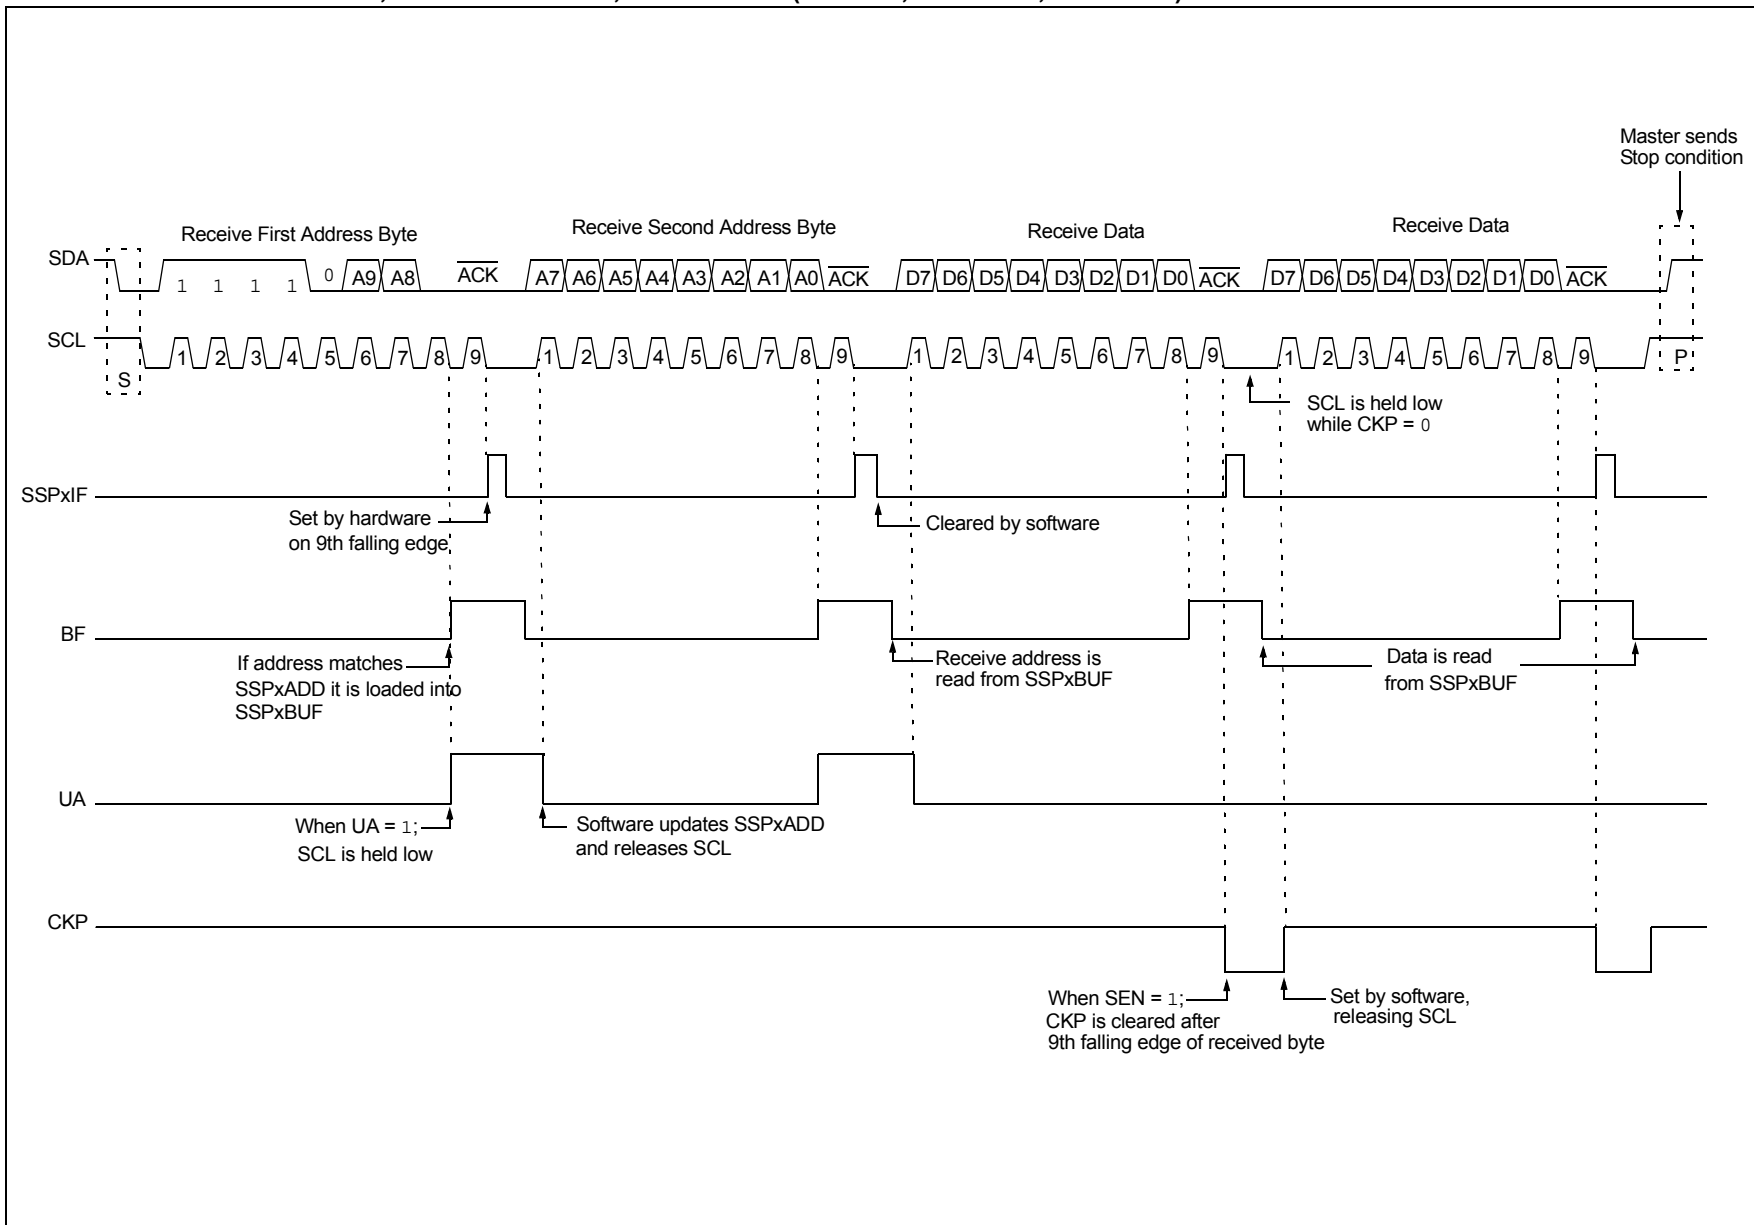 Master sends
Stop condition
Receive First Address Byte
Receive Second Address Byte
Receive Data
Receive Data
SDA
1 1 1 1 0 A9 A8 ACK A7 A6 A5 A4 A3 A2 A1 A0 ACK D7 D6 D5 D4 D3 D2 D1 D0 ACK D7 D6 D5 D4 D3 D2 D1 D0 ACK
SCL
S 1 2 3 4 5 6 7 8 9 1 2 3 4 5 6 7 8 9 1 2 3 4 5 6 7 8 9 1 2 3 4 5 6 7 8 9 P
SCL is held low
while CKP = 0
SSPxIF
Set by hardware
on 9th falling edge
Cleared by software
BF
If address matches
SSPxADD it is loaded into
SSPxBUF
Receive address is
read from SSPxBUF
Data is read
from SSPxBUF
UA
When UA = 1;
SCL is held low
Software updates SSPxADD
and releases SCL
CKP
When SEN = 1;
CKP is cleared after
9th falling edge of received byte
Set by software,
releasing SCL